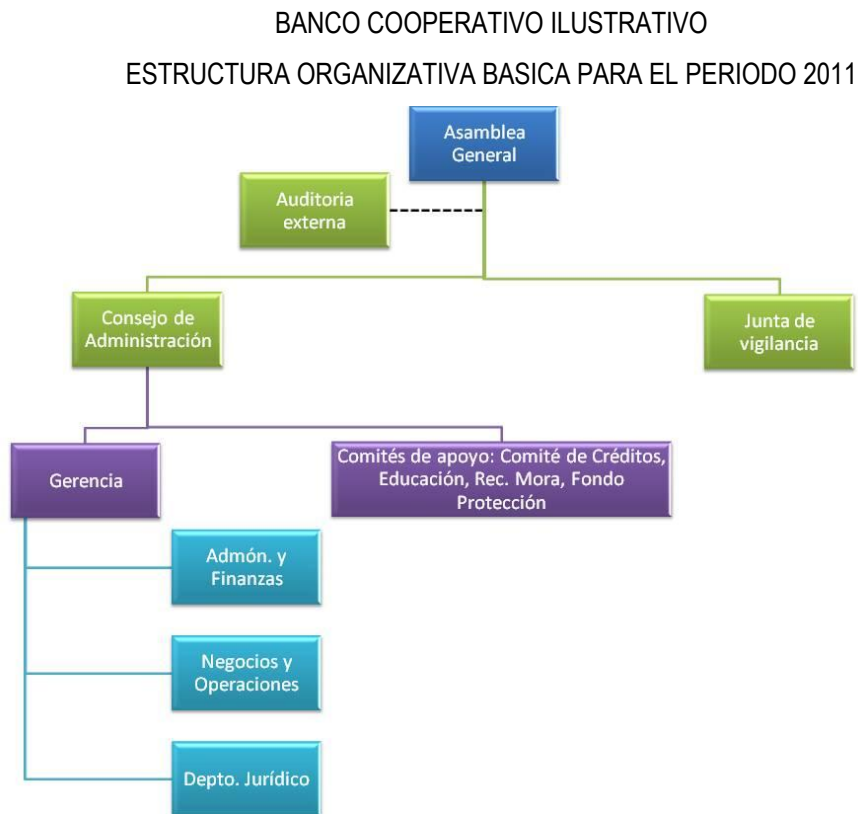 BANCO COOPERATIVO ILUSTRATIVO
ESTRUCTURA ORGANIZATIVA BASICA PARA EL PERIODO 2011
Asamblea
General
Auditoria
externa
Consejo de
Administración
Junta de
vigilancia
Gerencia
Comités de apoyo: Comité de Créditos,
Educación, Rec. Mora, Fondo
Protección
Admón. y
Finanzas
Negocios y
Operaciones
Depto. Jurídico